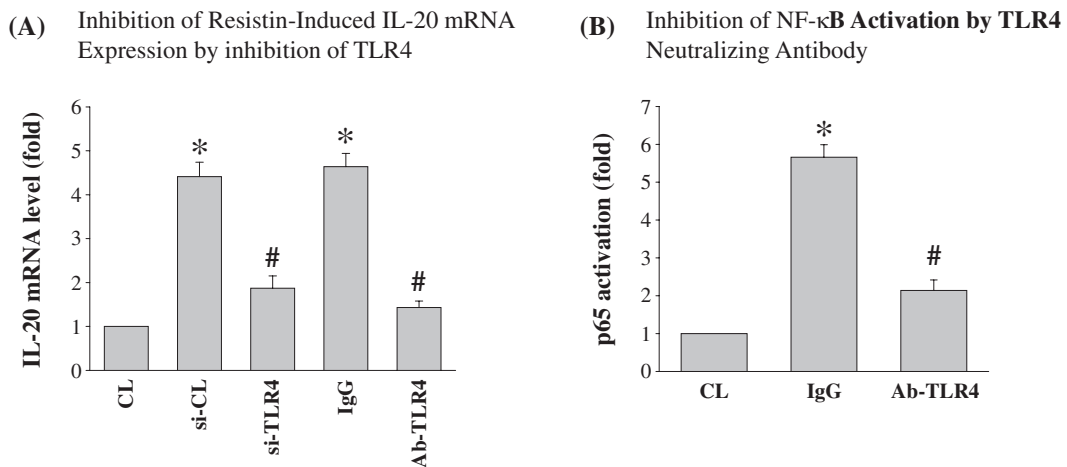 (A) Inhibition of Resistin-Induced IL-20 mRNA
Expression by inhibition of TLR4
IL-20 mRNA level (fold)
6
5
4
3
2
1
0
*
#
*
#
CL
si-CL
si-TLR4
IgG
Ab-TLR4
(B) Inhibition of NF-κB Activation by TLR4
Neutralizing Antibody
p65 activation (fold)
7
6
5
4
3
2
1
0
*
#
CL IgG Ab-TLR4